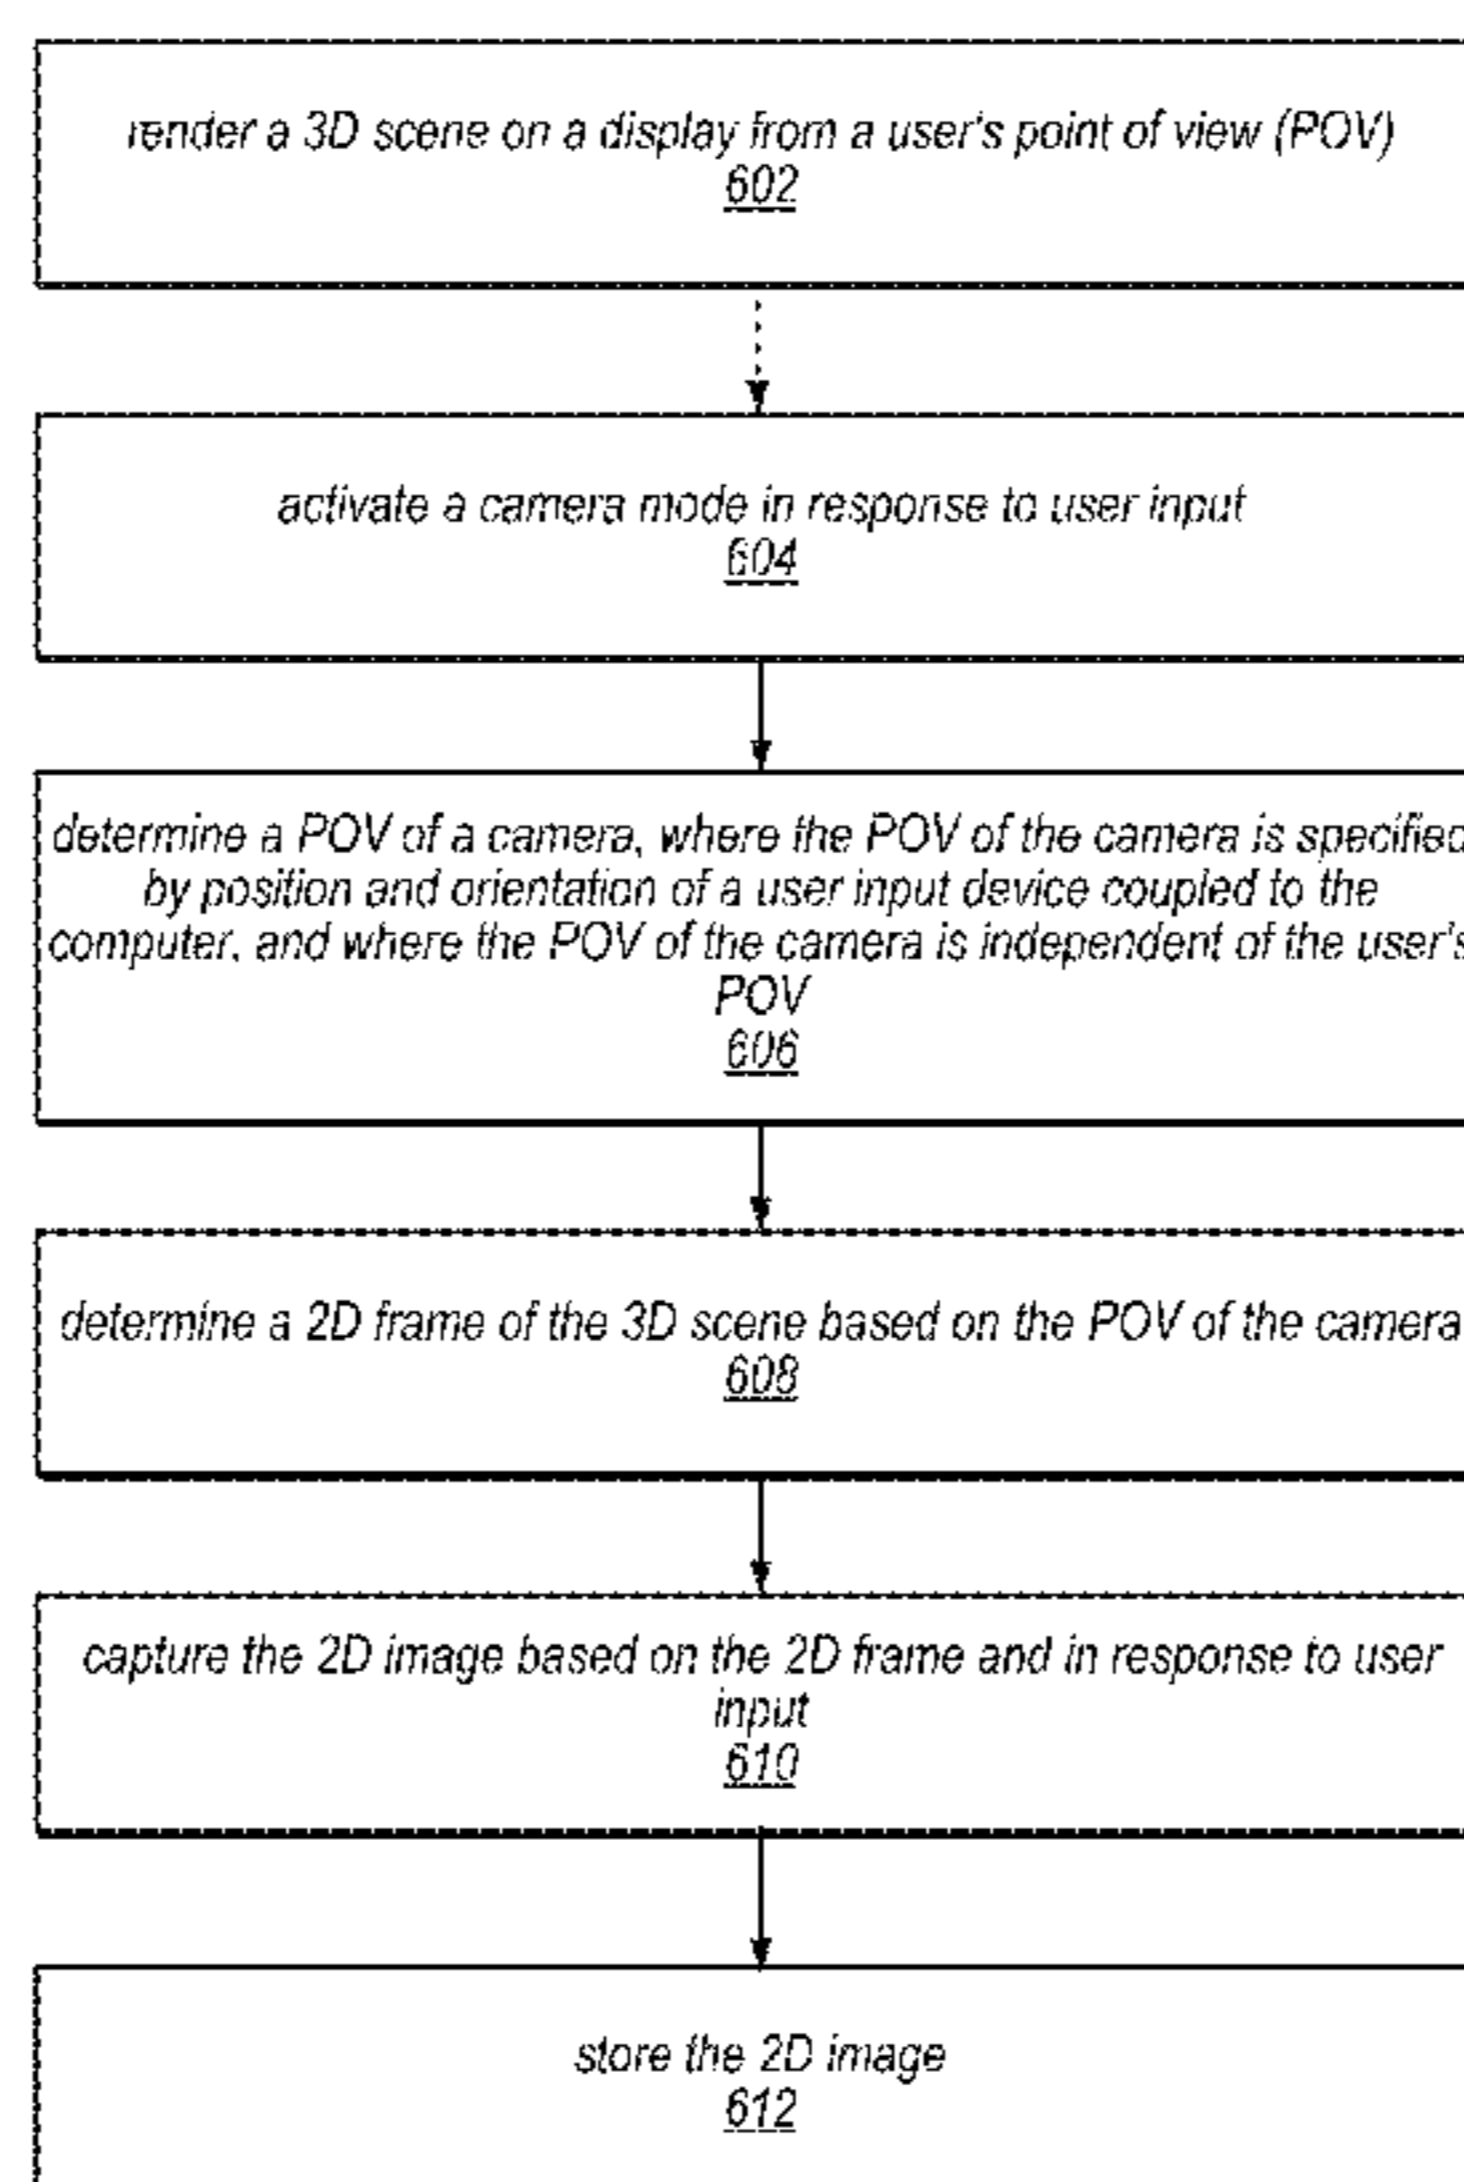 render a 3D scene on a display from a user's point of view (POV)
602
activate a camera mode in response to user input
604
determine a POV of a camera, where the POV of the camera is specified
by position and orientation of a user input device coupled to the
computer, and where the POV of the camera is independent of the user's
POV
606
determine a 2D frame of the 3D scene based on the POV of the camera
608
capture the 2D image based on the 2D frame and in response to user
input
610
store the 2D image
612